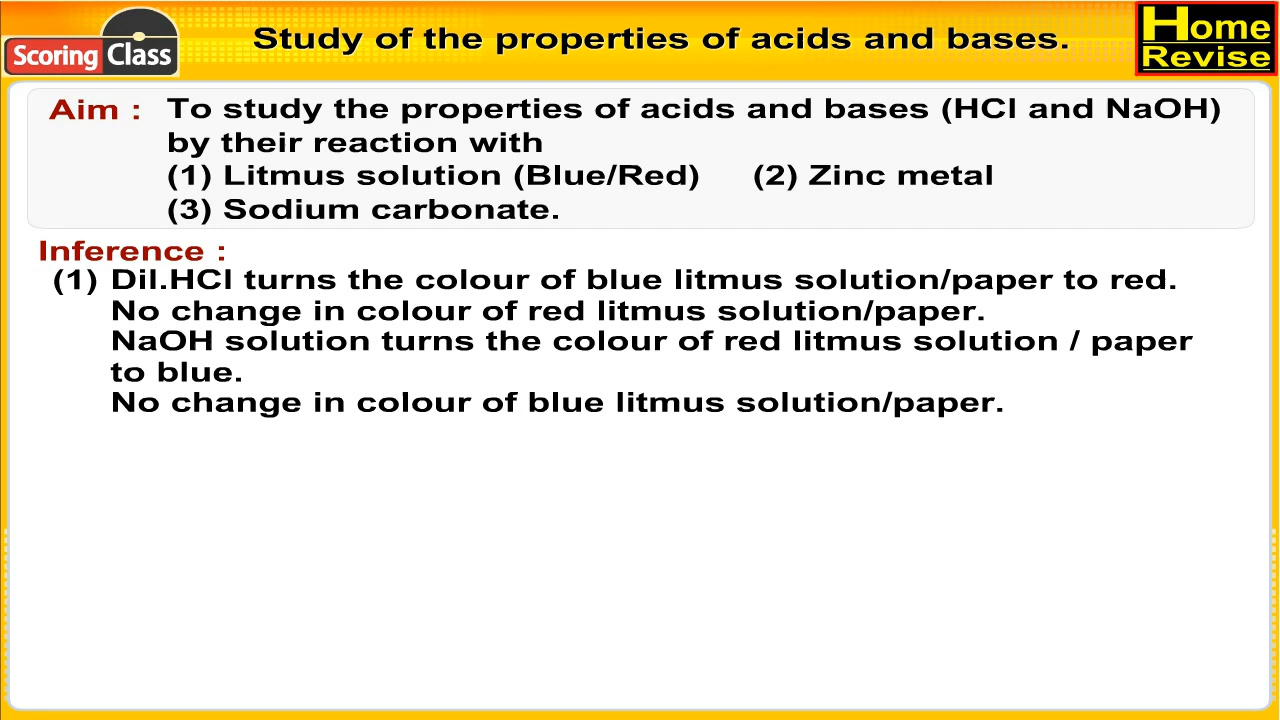 Scoring Class
Study of the properties of acids and bases.
Home
Revise
Aim : To study the properties of acids and bases (HCl and NaOH)
by their reaction with
(1) Litmus solution (Blue/Red) (2) Zinc metal
(3) Sodium carbonate.
Inference :
(1) Dil.HCl turns the colour of blue litmus solution/paper to red.
No change in colour of red litmus solution/paper.
NaOH solution turns the colour of red litmus solution / paper
to blue.
No change in colour of blue litmus solution/paper.